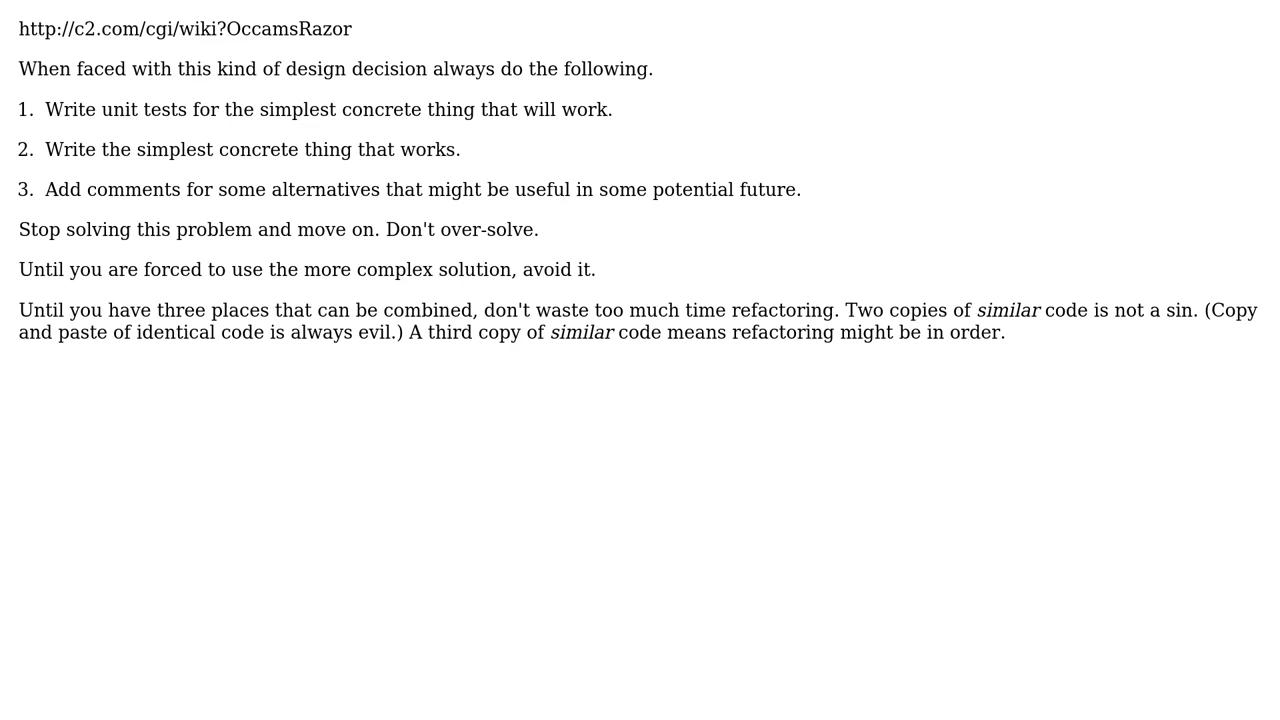 http://c2.com/cgi/wiki?OccamsRazor
When faced with this kind of design decision always do the following.
1. Write unit tests for the simplest concrete thing that will work.
2. Write the simplest concrete thing that works.
3. Add comments for some alternatives that might be useful in some potential future.
Stop solving this problem and move on. Don't over-solve.
Until you are forced to use the more complex solution, avoid it.
Until you have three places that can be combined, don't waste too much time refactoring. Two copies of similar code is not a sin. (Copy
and paste of identical code is always evil.) A third copy of similar code means refactoring might be in order.